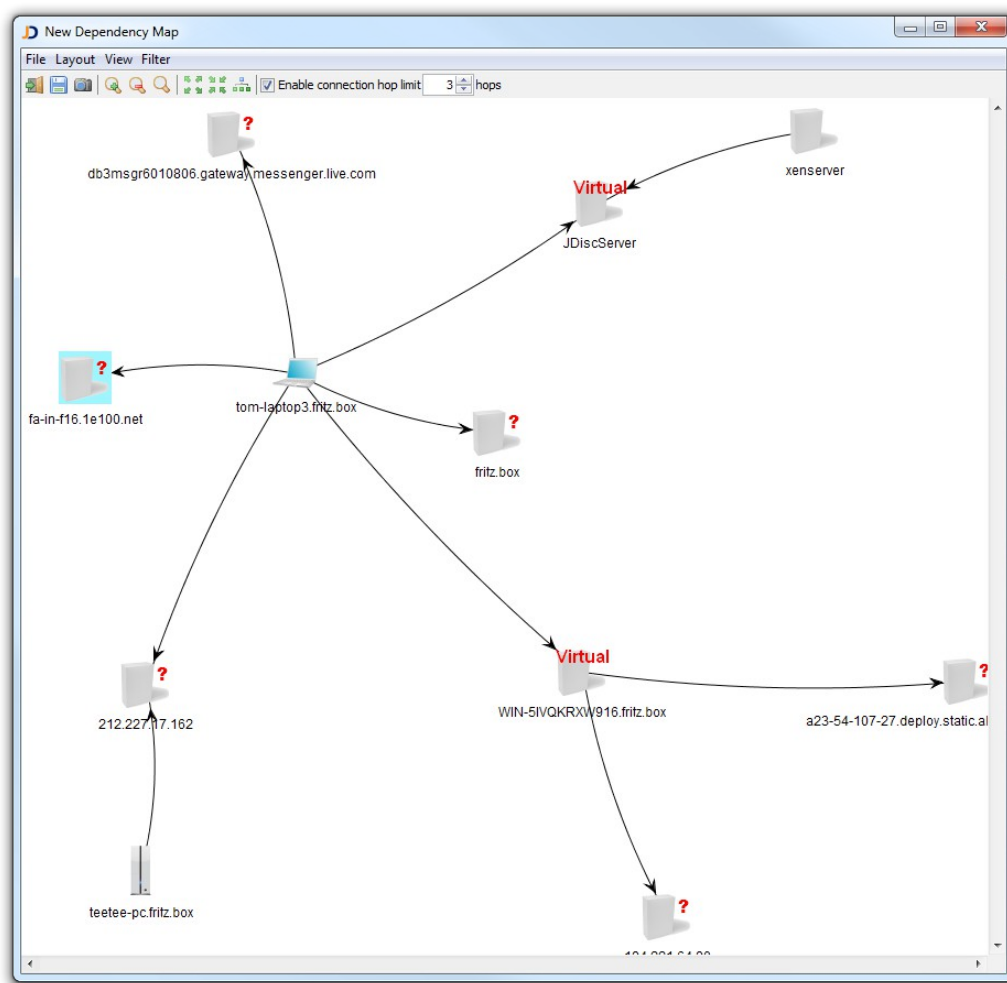 New Dependency Map
File Layout View Filter
Enable connection hop limit 3 hops
?
db3msgr6010806.gateway.messenger.live.com
xenserver
Virtual
JDiscServer
?
fa-in-f16.1e100.net
tom-laptop3.fritz.box
?
fritz.box
?
212.227.17.162
Virtual
WIN-5IVQKRXW916.fritz.box
?
a23-54-107-27.deploy.static.a
teetee-pc.fritz.box
?